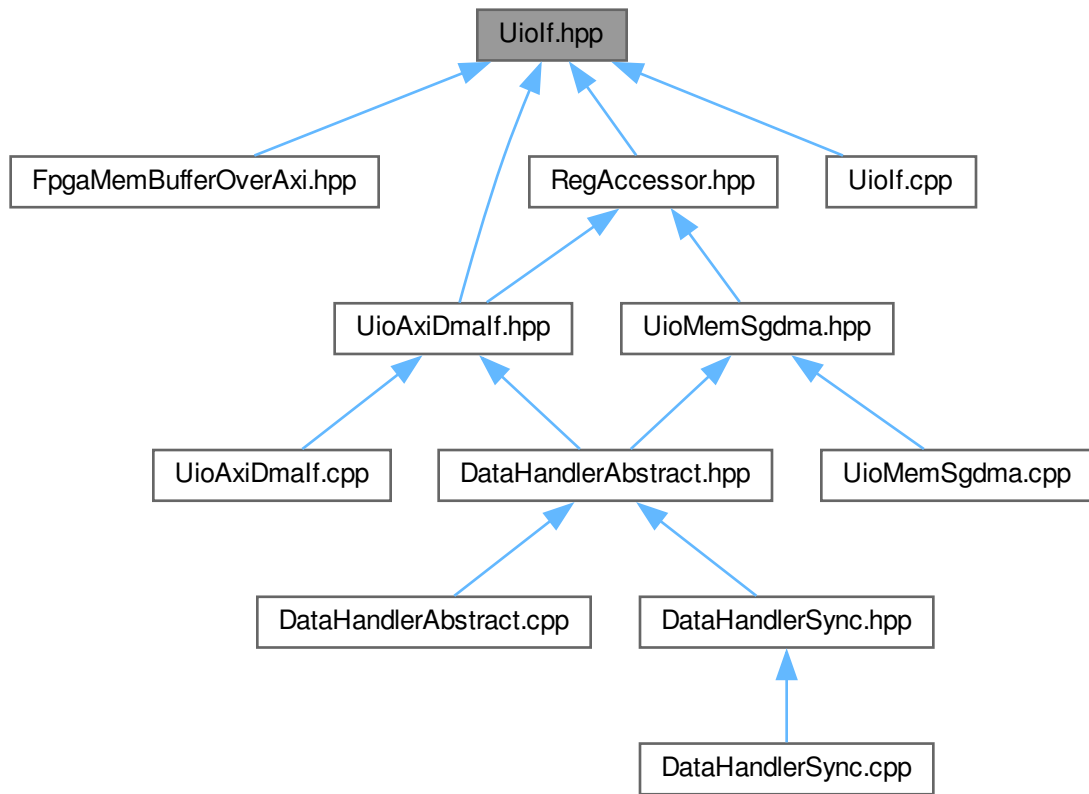 UioIf.hpp
FpgaMemBufferOverAxi.hpp
RegAccessor.hpp
UioIf.cpp
UioAxiDmaIf.hpp
UioMemSgdma.hpp
UioAxiDmaIf.cpp
DataHandlerAbstract.hpp
UioMemSgdma.cpp
DataHandlerAbstract.cpp
DataHandlerSync.hpp
DataHandlerSync.cpp